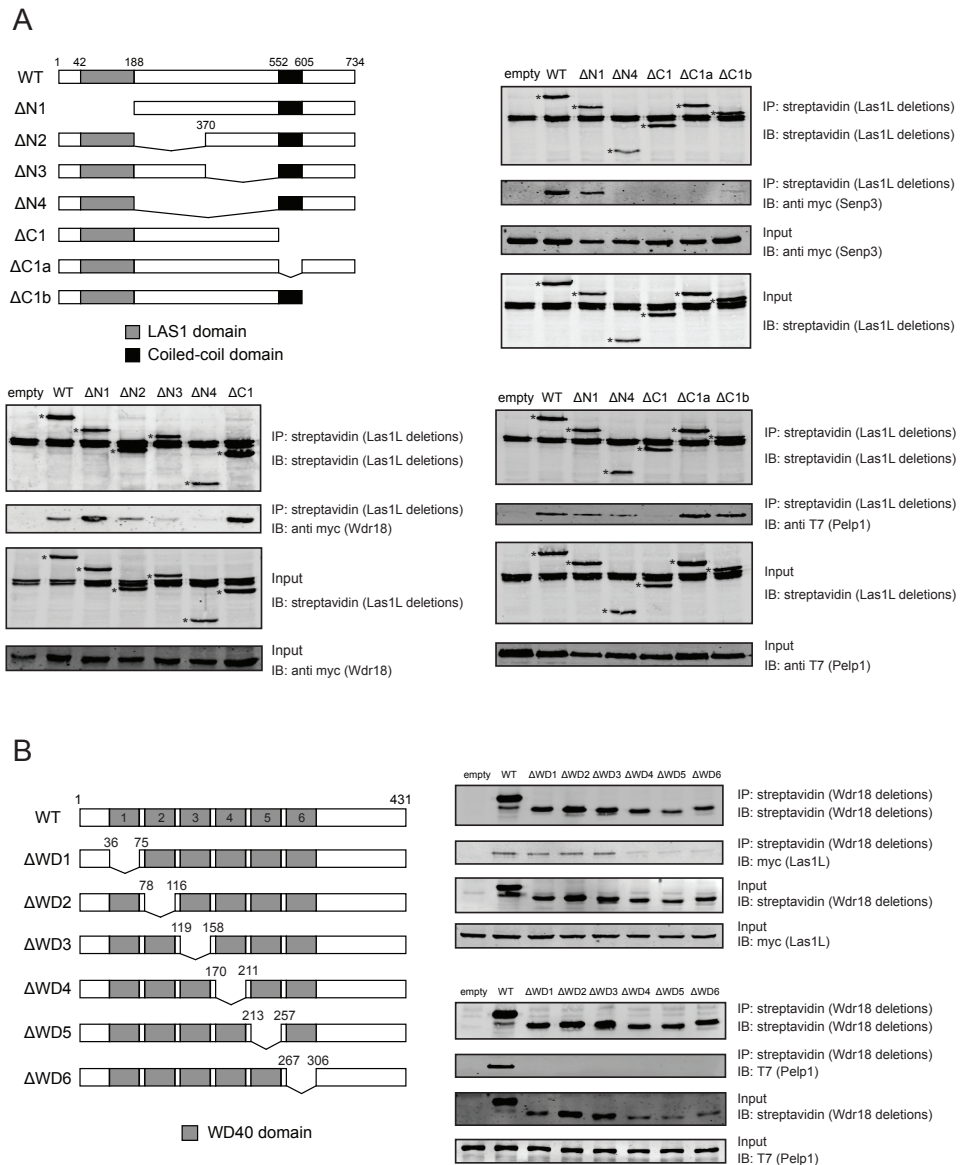 A
1 42 188 552 605 734
WT
ΔN1
370
ΔN2
ΔN3
ΔN4
ΔC1
ΔC1a
ΔC1b
LAS1 domain
Coiled-coil domain
empty WT ΔN1 ΔN4 ΔC1 ΔC1a ΔC1b
* * * * * *
IP: streptavidin (Las1L deletions)
IB: streptavidin (Las1L deletions)
IP: streptavidin (Las1L deletions)
IB: anti myc (Senp3)
Input
IB: anti myc (Senp3)
* * * * * *
Input
IB: streptavidin (Las1L deletions)
empty WT ΔN1 ΔN2 ΔN3 ΔN4 ΔC1
* * * * * *
IP: streptavidin (Las1L deletions)
IB: streptavidin (Las1L deletions)
IP: streptavidin (Las1L deletions)
IB: anti myc (Wdr18)
* * * * * *
Input
IB: streptavidin (Las1L deletions)
Input
IB: anti myc (Wdr18)
empty WT ΔN1 ΔN4 ΔC1 ΔC1a ΔC1b
* * * * * *
IP: streptavidin (Las1L deletions)
IB: streptavidin (Las1L deletions)
IP: streptavidin (Las1L deletions)
IB: anti T7 (Pelp1)
* * * * * *
Input
IB: streptavidin (Las1L deletions)
Input
IB: anti T7 (Pelp1)
B
1 431
WT 1 2 3 4 5 6
36 75
ΔWD1
78 116
ΔWD2
119 158
ΔWD3
170 211
ΔWD4
213 257
ΔWD5
267 306
ΔWD6
WD40 domain
empty WT ΔWD1 ΔWD2 ΔWD3 ΔWD4 ΔWD5 ΔWD6
IP: streptavidin (Wdr18 deletions)
IB: streptavidin (Wdr18 deletions)
IP: streptavidin (Wdr18 deletions)
IB: myc (Las1L)
Input
IB: streptavidin (Wdr18 deletions)
Input
IB: myc (Las1L)
empty WT ΔWD1 ΔWD2 ΔWD3 ΔWD4 ΔWD5 ΔWD6
IP: streptavidin (Wdr18 deletions)
IB: streptavidin (Wdr18 deletions)
IP: streptavidin (Wdr18 deletions)
IB: T7 (Pelp1)
Input
IB: streptavidin (Wdr18 deletions)
Input
IB: T7 (Pelp1)